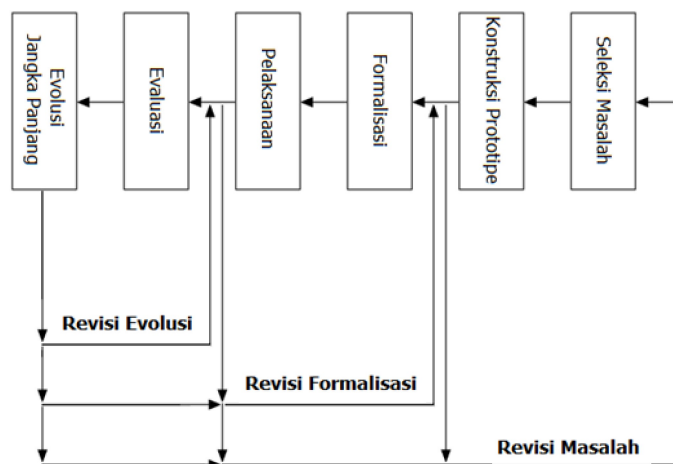 Seleksi Masalah
Konstruksi Prototipe
Formalisasi
Pelaksanaan
Evaluasi
Evolusi
Jangka Panjang
Revisi Evolusi
Revisi Formalisasi
Revisi Masalah